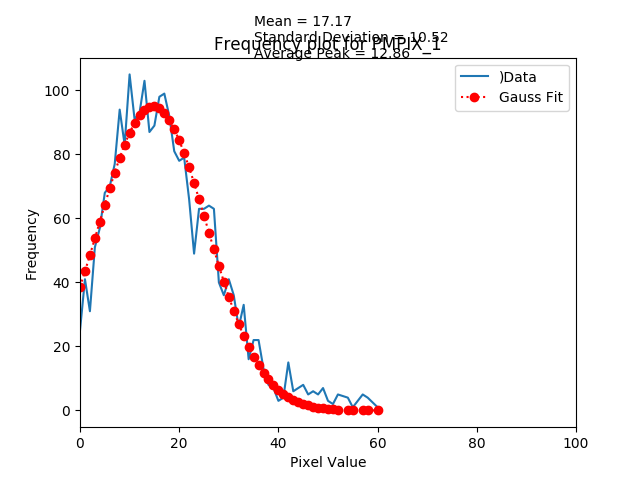 Mean = 17.17
Standard Deviation = 10.52
Frequency plot for PMPIX_1
Average Peak = 12.86
)Data
Gauss Fit
100
80
60
40
20
0
Frequency
0 20 40 60 80 100
Pixel Value